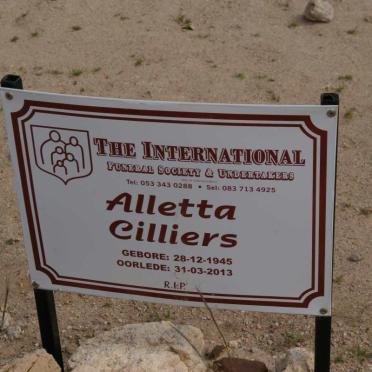 THE INTERNATIONAL
FUNERAL SOCIETY & UNDERTAKERS
Tel: 053 343 0288 • Sel: 083 713 4925
Alletta
Cilliers
GEBORE: 28-12-1945
OORLEDE: 31-03-2013
R.I.P.